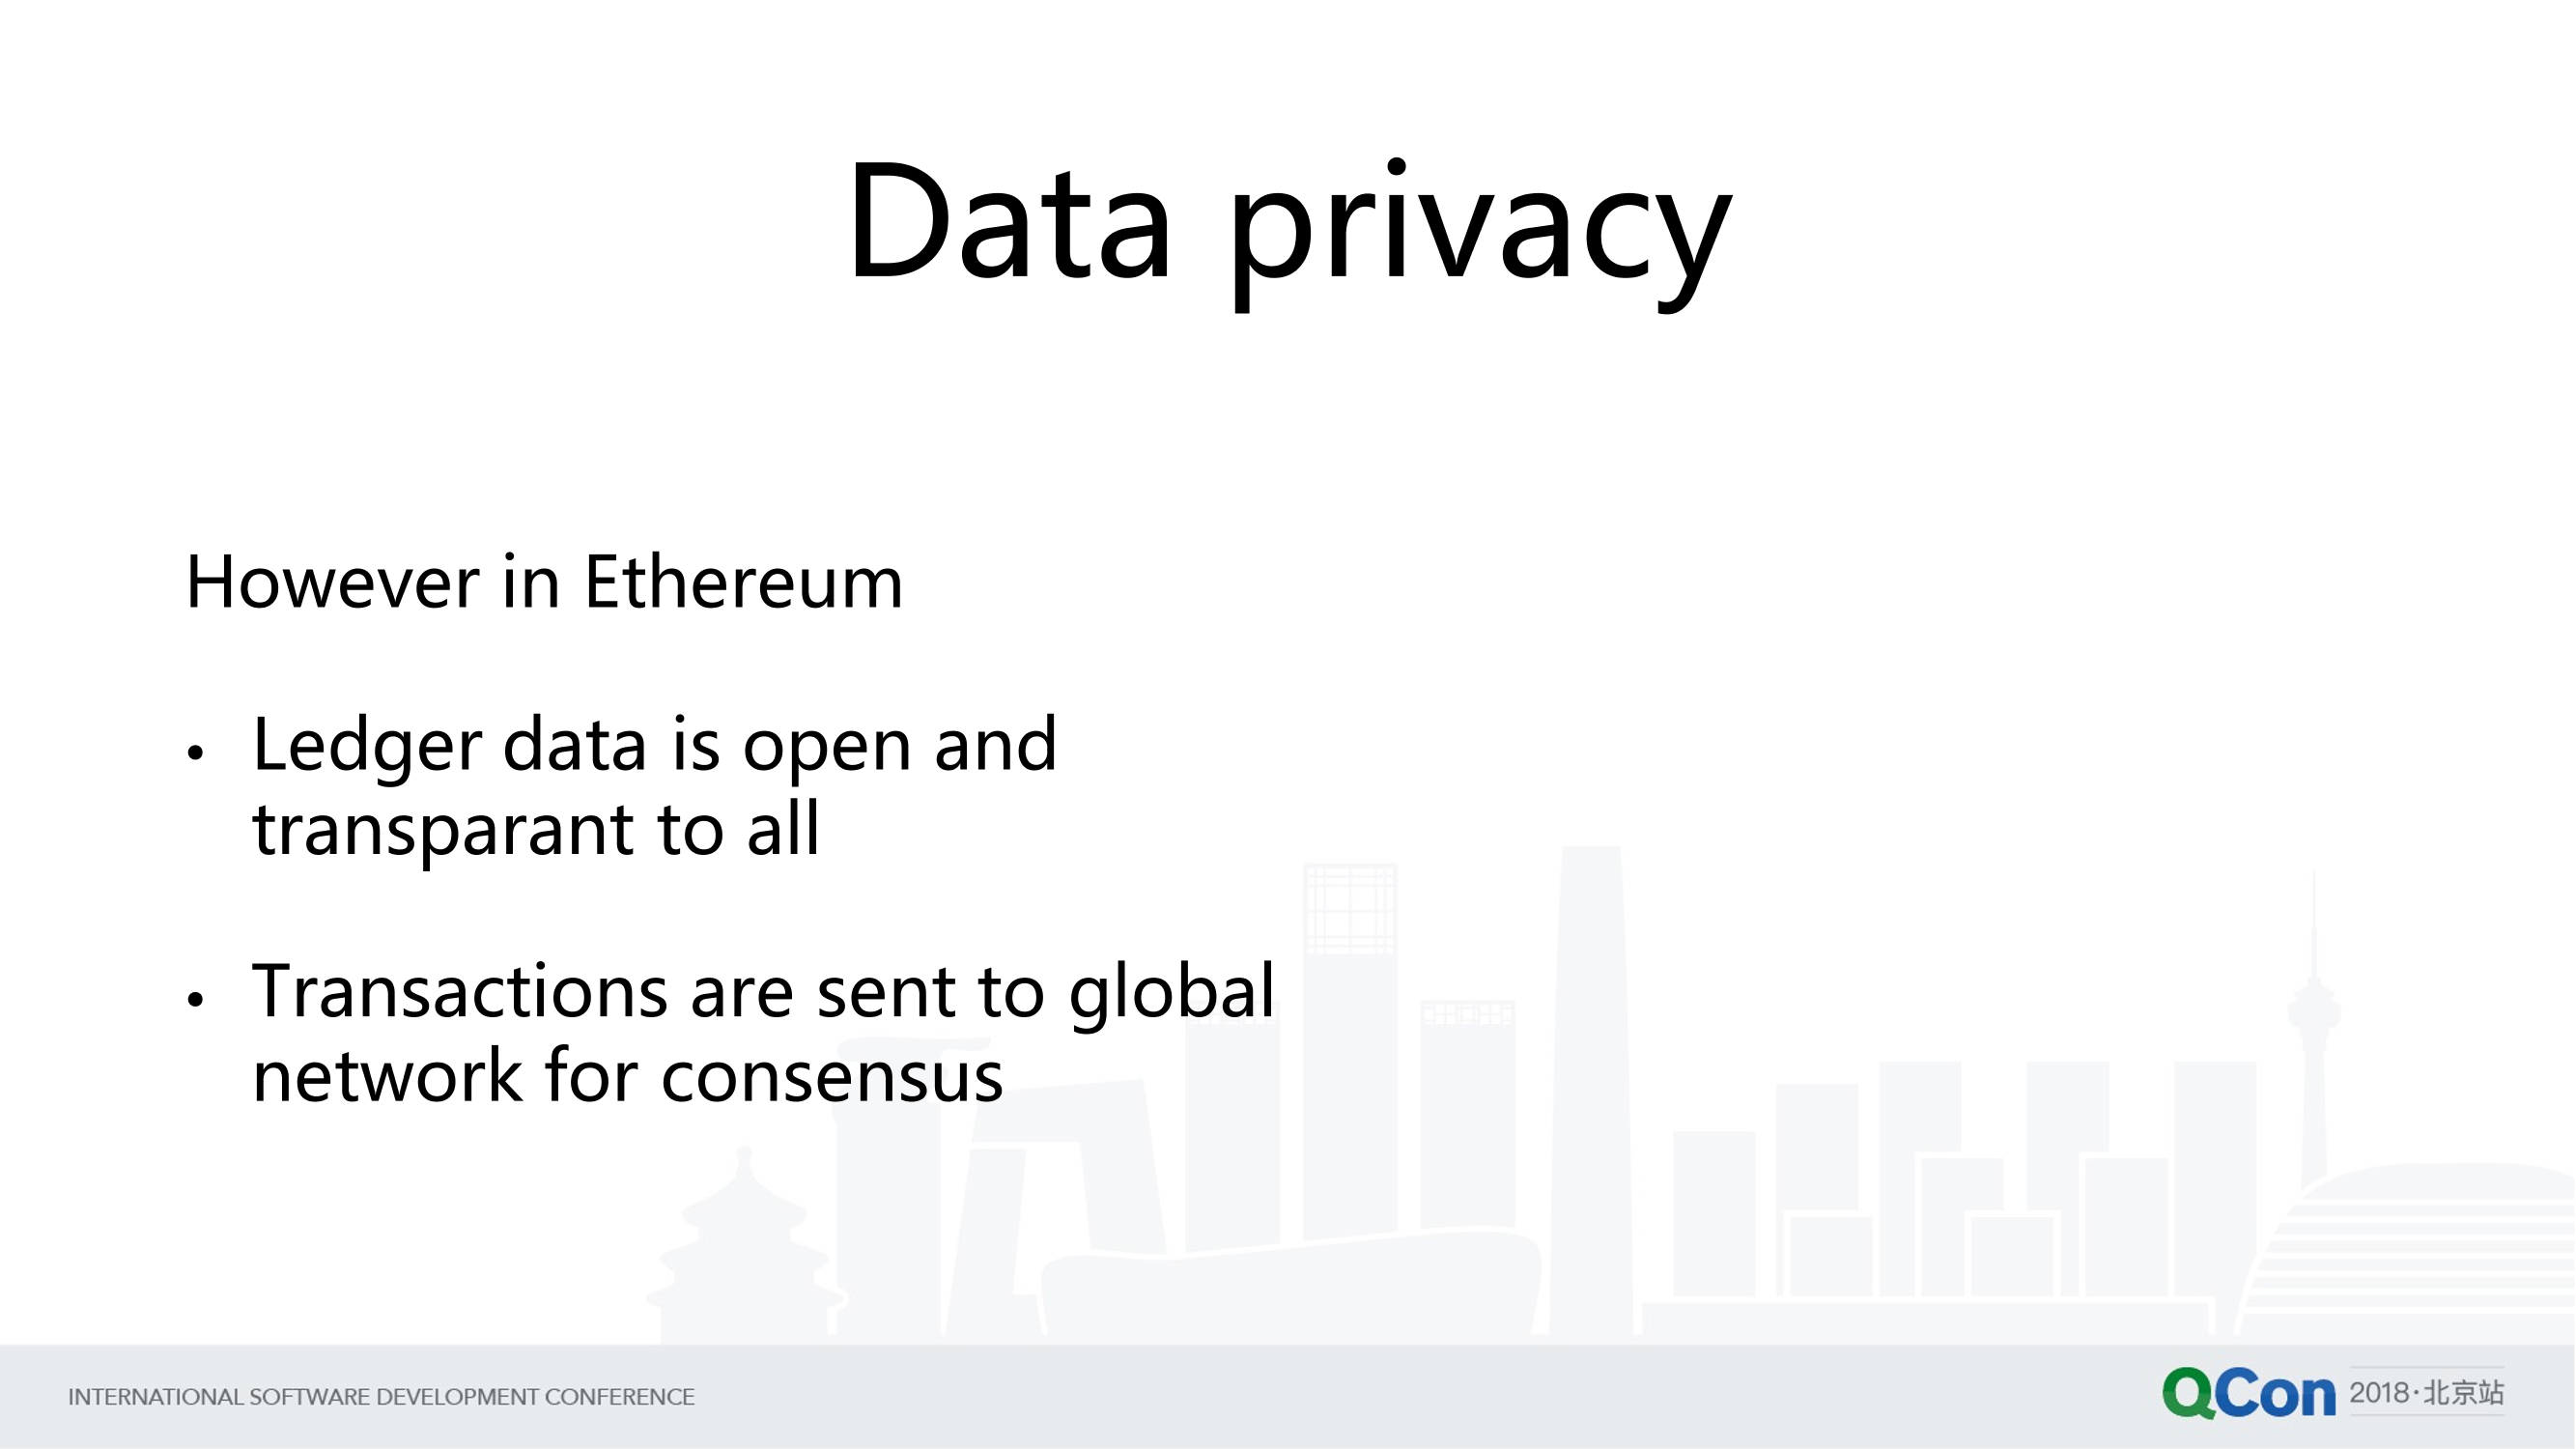 Data privacy
However in Ethereum
• Ledger data is open and
transparant to all
• Transactions are sent to global
network for consensus
INTERNATIONAL SOFTWARE DEVELOPMENT CONFERENCE
QCon 2018·北京站